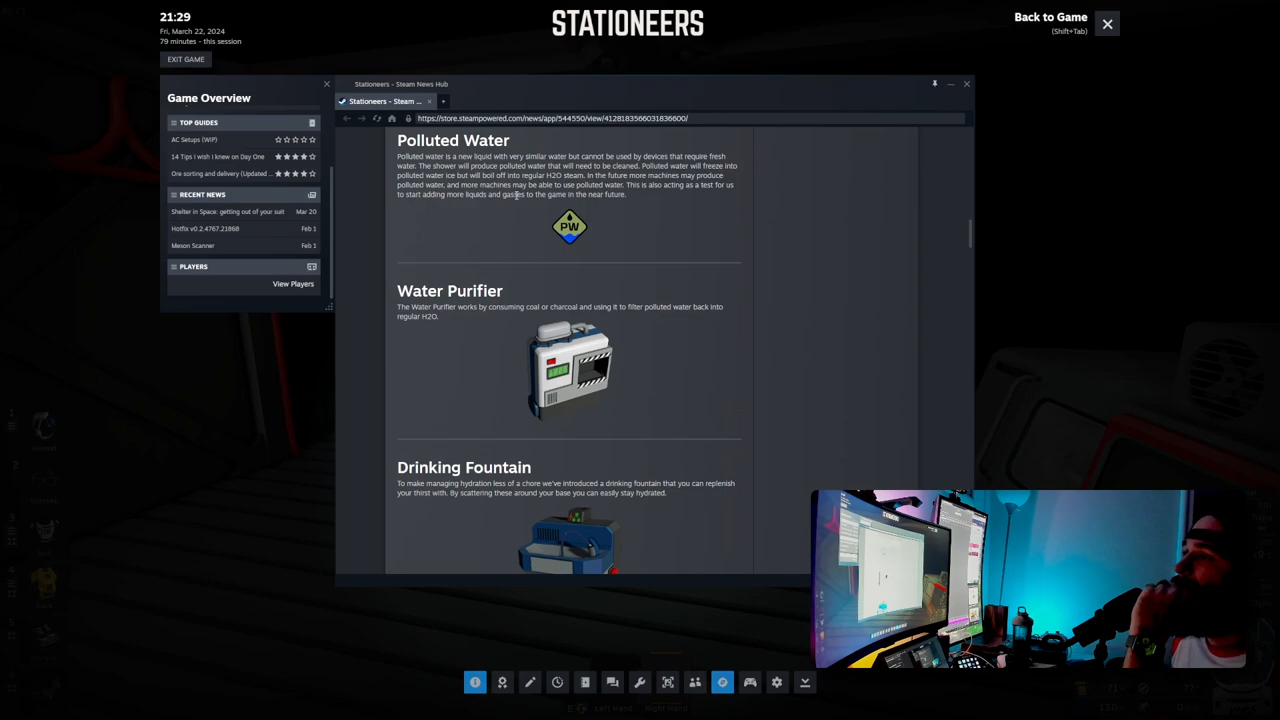 21:29
Fri, March 22, 2024
79 minutes - this session
EXIT GAME
STATIONEERS
Back to Game
(Shift+Tab)
Game Overview
TOP GUIDES
AC Setups (WIP)
14 Tips I wish I knew on Day One
Ore sorting and delivery (Updated ...
RECENT NEWS
Shelter in Space: getting out of your suit Mar 20
Hotfix v0.2.4767.21868 Feb 1
Meson Scanner Feb 1
PLAYERS
View Players
Stationeers - Steam News Hub
Stationeers - Steam ...
https://store.steampowered.com/news/app/544550/view/4128183566031836600/
Polluted Water
Polluted water is a new liquid with very similar water but cannot be used by devices that require fresh
water. The shower will produce polluted water that will need to be cleaned. Polluted water will freeze into
polluted water ice but will boil off into regular H2O steam. In the future more machines may produce
polluted water, and more machines may be able to use polluted water. This is also acting as a test for us
to start adding more liquids and gasses to the game in the near future.
PW
Water Purifier
The Water Purifier works by consuming coal or charcoal and using it to filter polluted water back into
regular H2O.
Drinking Fountain
To make managing hydration less of a chore we've introduced a drinking fountain that you can replenish
your thirst with. By scattering these around your base you can easily stay hydrated.
Left Hand Right Hand